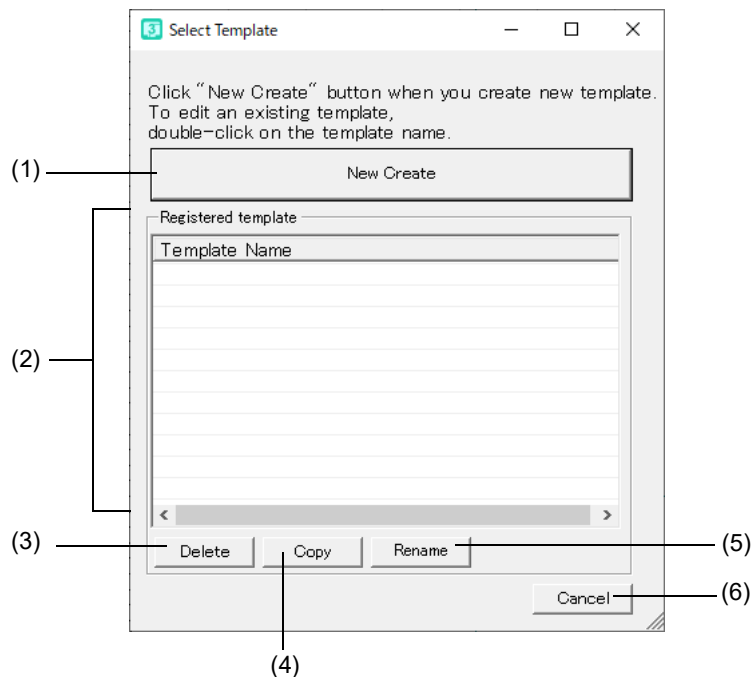 3 Select Template
Click "New Create" button when you create new template.
To edit an existing template,
double-click on the template name.
(1)
New Create
Registered template
Template Name
(2)
(3)
Delete
Copy
Rename
(5)
Cancel
(6)
(4)